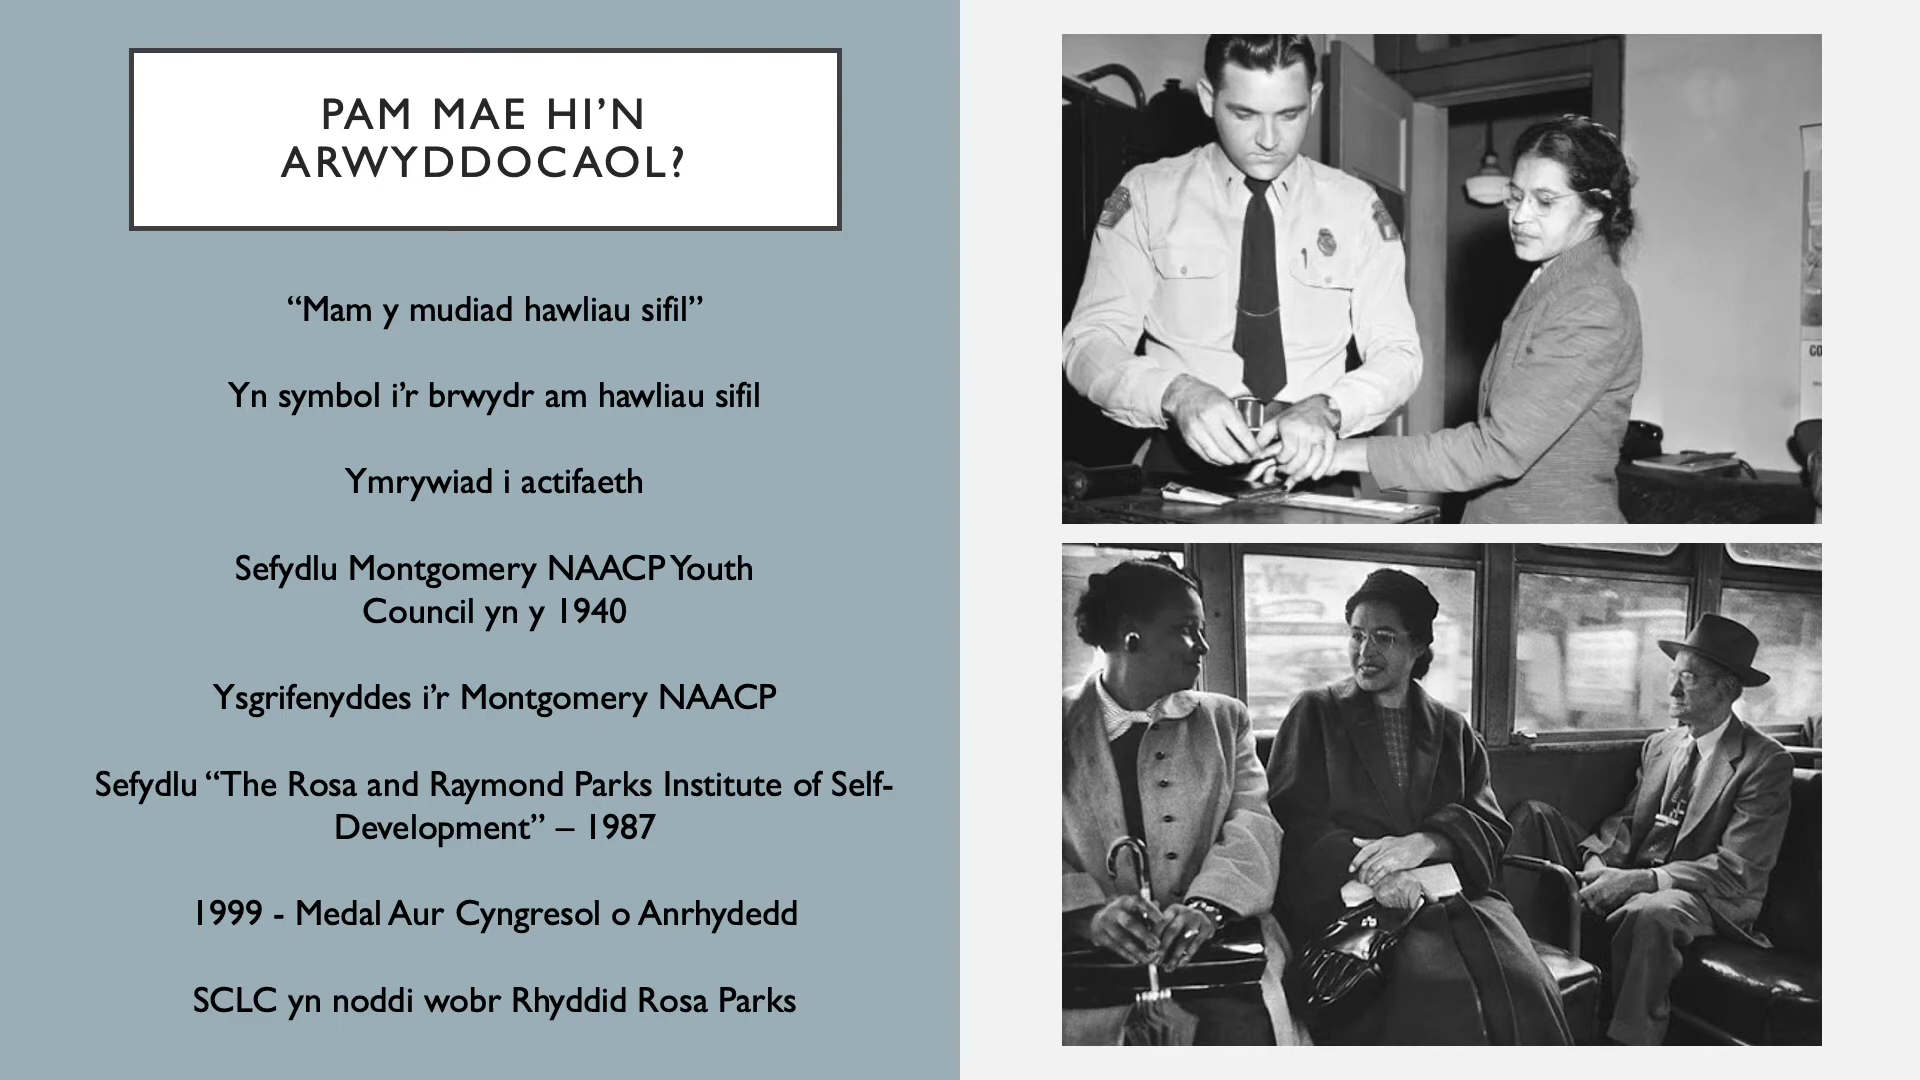 PAM MAE HI’N
ARWYDDOCAOL?
“Mam y mudiad hawliau sifil”
Yn symbol i’r brwydr am hawliau sifil
Ymrywiad i actifaeth
Sefydlu Montgomery NAACP Youth
Council yn y 1940
Ysgrifenyddes i’r Montgomery NAACP
Sefydlu “The Rosa and Raymond Parks Institute of Self-
Development” – 1987
1999 - Medal Aur Cyngresol o Anrhydedd
SCLC yn noddi wobr Rhyddid Rosa Parks